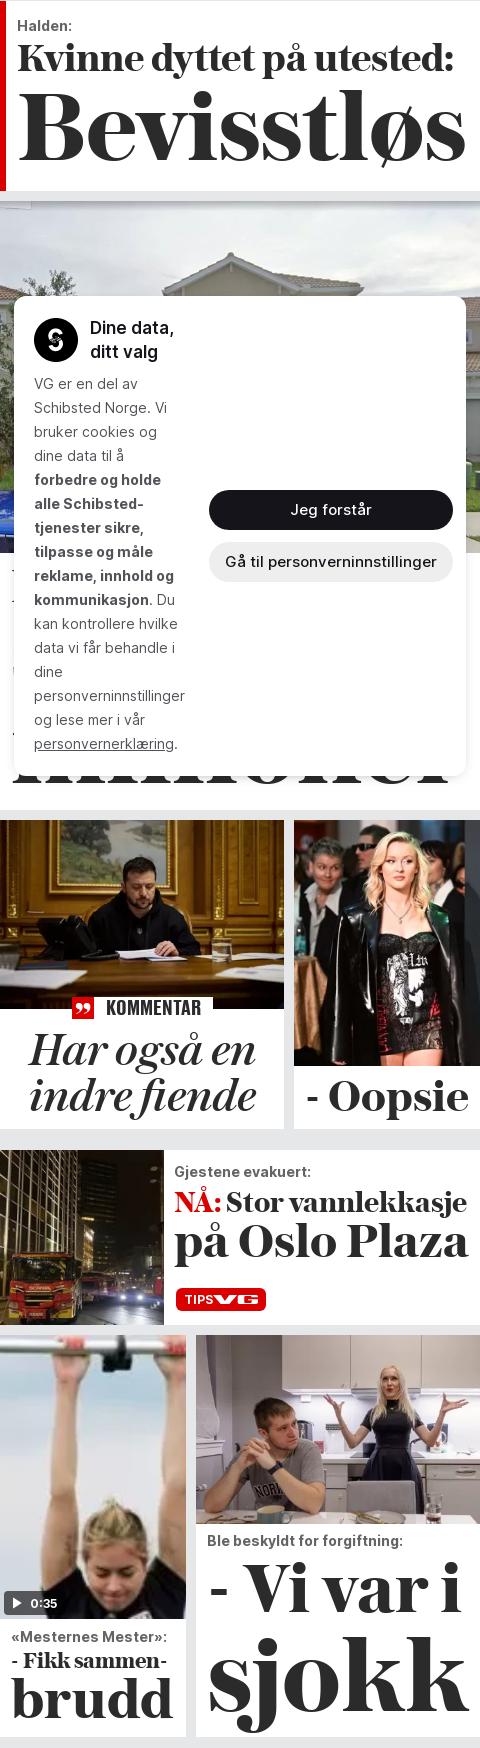 Halden:
Kvinne dyttet på utested:
Bevisstløs
Dine data,
ditt valg
VG er en del av
Schibsted Norge. Vi
bruker cookies og
dine data til å
forbedre og holde
alle Schibsted-
tjenester sikre,
tilpasse og måle
reklame, innhold og
kommunikasjon. Du
kan kontrollere hvilke
data vi får behandle i
dine
personverninnstillinger
og lese mer i vår
personvernerklæring.
Jeg forstår
Gå til personverninnstillinger
KOMMENTAR
Har også en
indre fiende
- Oopsie
Gjestene evakuert:
NÅ: Stor vannlekkasje
på Oslo Plaza
TIPS VG
0:35
«Mesternes Mester»:
- Fikk sammen-
brudd
Ble beskyldt for forgiftning:
- Vi var i
sjokk